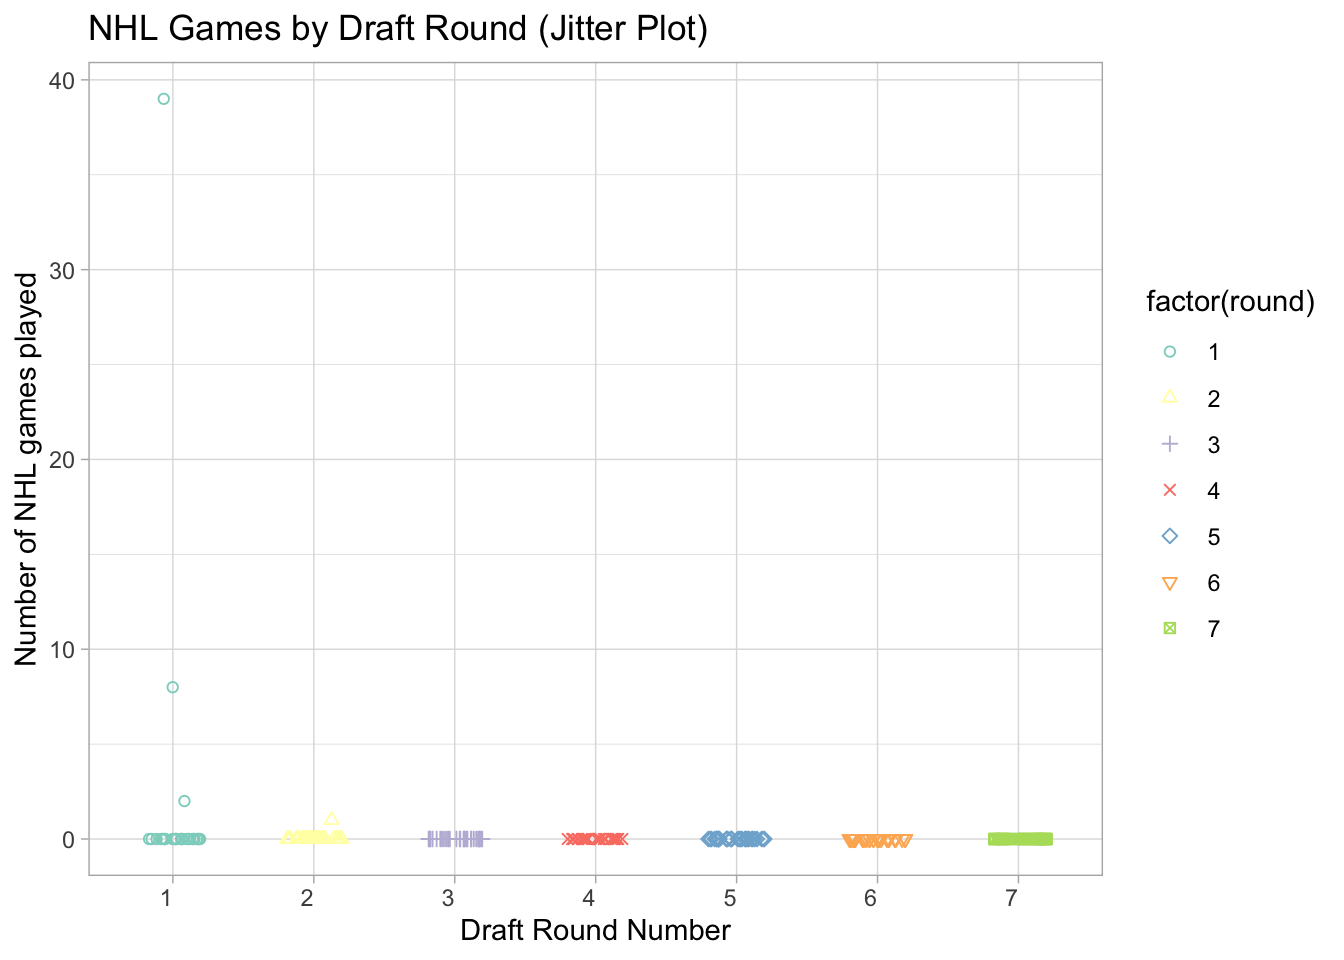 NHL Games by Draft Round (Jitter Plot)
Number of NHL games played
40
30
20
10
0
1 2 3 4 5 6 7
Draft Round Number
factor(round)
1
2
3
4
5
6
7